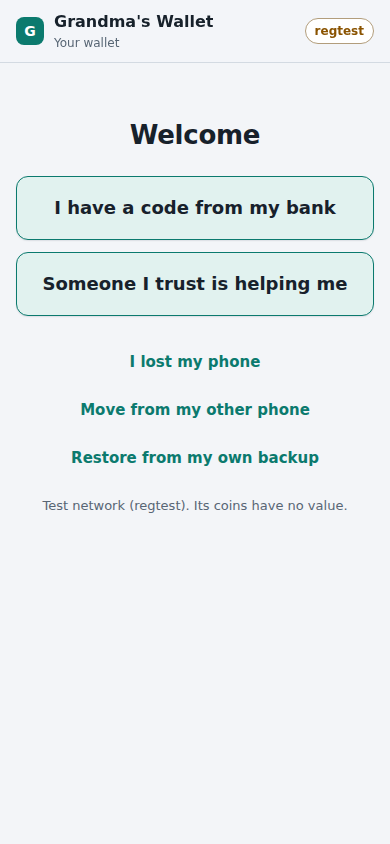 G
Grandma's Wallet
Your wallet
regtest
Welcome
I have a code from my bank
Someone I trust is helping me
I lost my phone
Move from my other phone
Restore from my own backup
Test network (regtest). Its coins have no value.